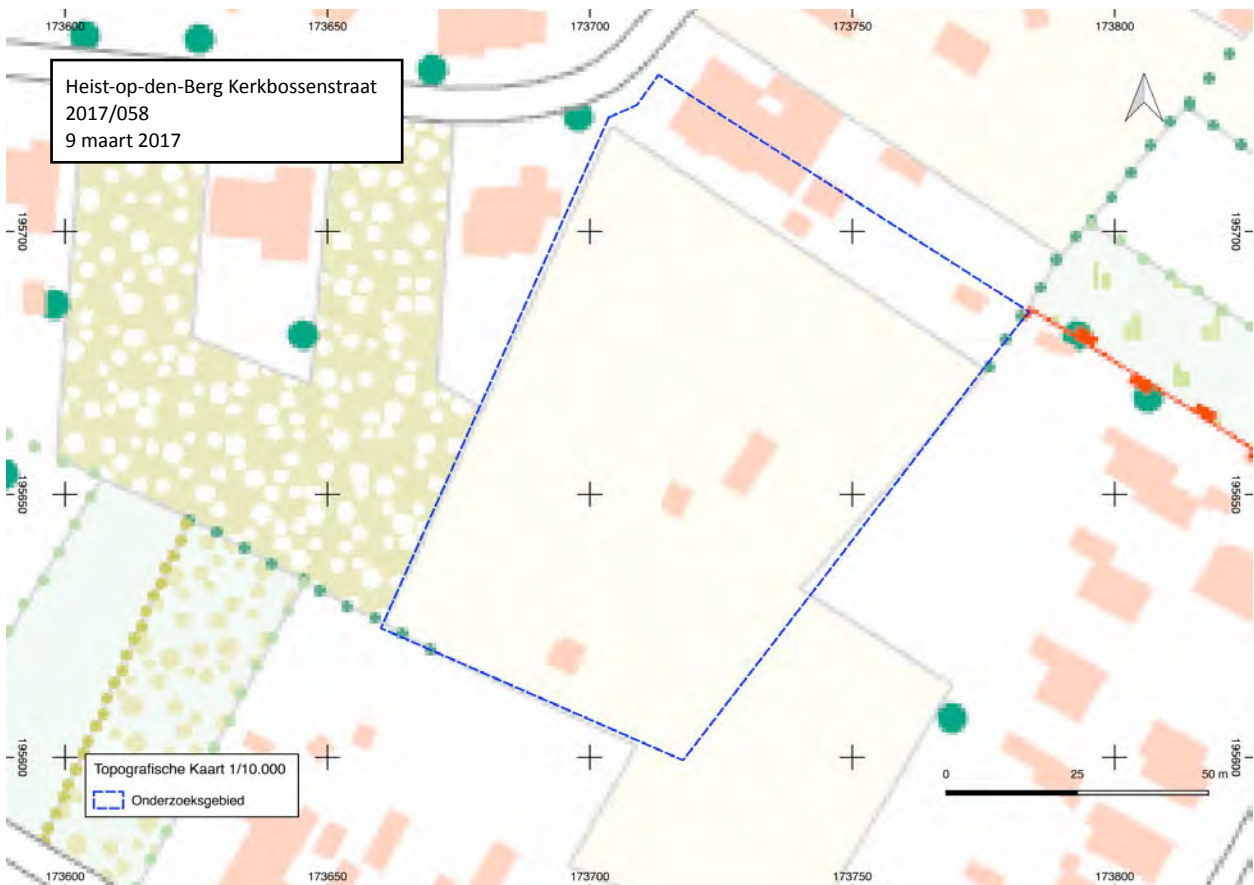 173600 173650 173700 173750 173800
Heist-op-den-Berg Kerkbossenstraat
2017/058
9 maart 2017
195700 195700
195650 195650
195600 195600
Topografische Kaart 1/10.000
Onderzoeksgebied
0 25 50 m
173600 173650 173700 173750 173800